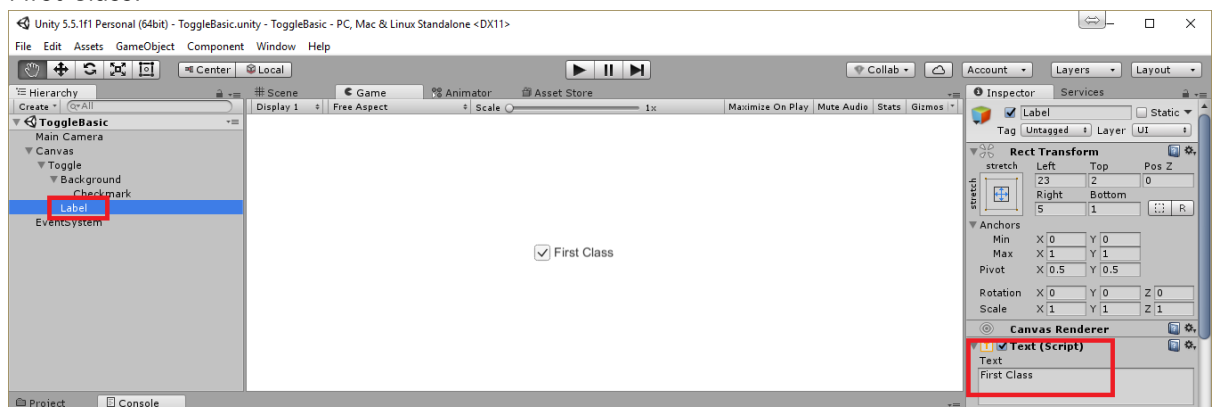 Unity 5.5.1f1 Personal (64bit) - ToggleBasic.unity - ToggleBasic - PC, Mac & Linux Standalone <DX11>
File Edit Assets GameObject Component Window Help
Center Local Collab Account Layers Layout
Hierarchy # Scene Game Animator Asset Store Inspector Services
Create All Display 1 Free Aspect Scale 1x Maximize On Play Mute Audio Stats Gizmos Label Static
ToggleBasic
Tag Untagged Layer UI
Main Camera
Canvas
Rect Transform
Toggle
stretch Left Top Pos Z
Background
stretch 23 2 0
Checkmark
Right Bottom
Label
5 1 R
EventSystem
Anchors
Min X 0 Y 0
Max X 1 Y 1
First Class
Pivot X 0.5 Y 0.5
Rotation X 0 Y 0 Z 0
Scale X 1 Y 1 Z 1
Canvas Renderer
Text (Script)
Text
First Class
Project Console